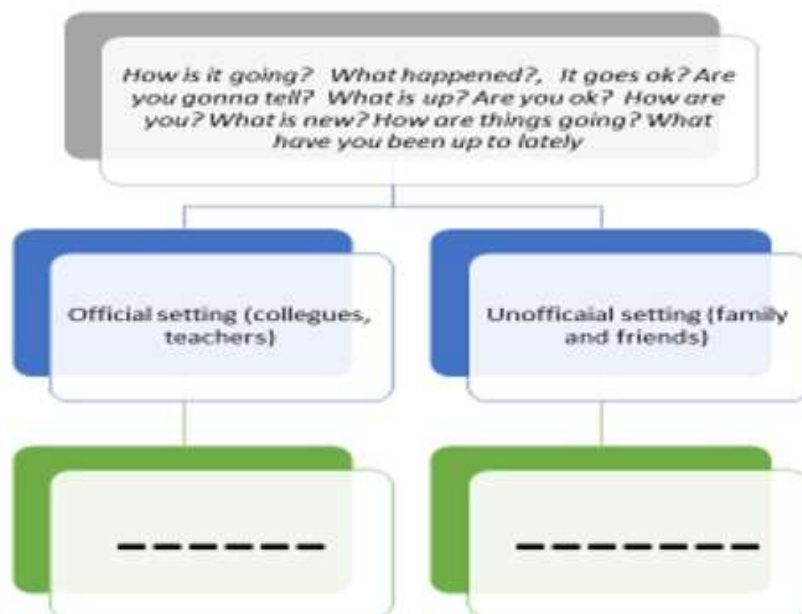 How is it going? What happened?, It goes ok? Are
you gonna tell? What is up? Are you ok? How are
you? What is new? How are things going? What
have you been up to lately
Official setting (collegues,
teachers)
Unofficaial setting (family
and friends)
_ _ _ _ _ _
_ _ _ _ _ _ _